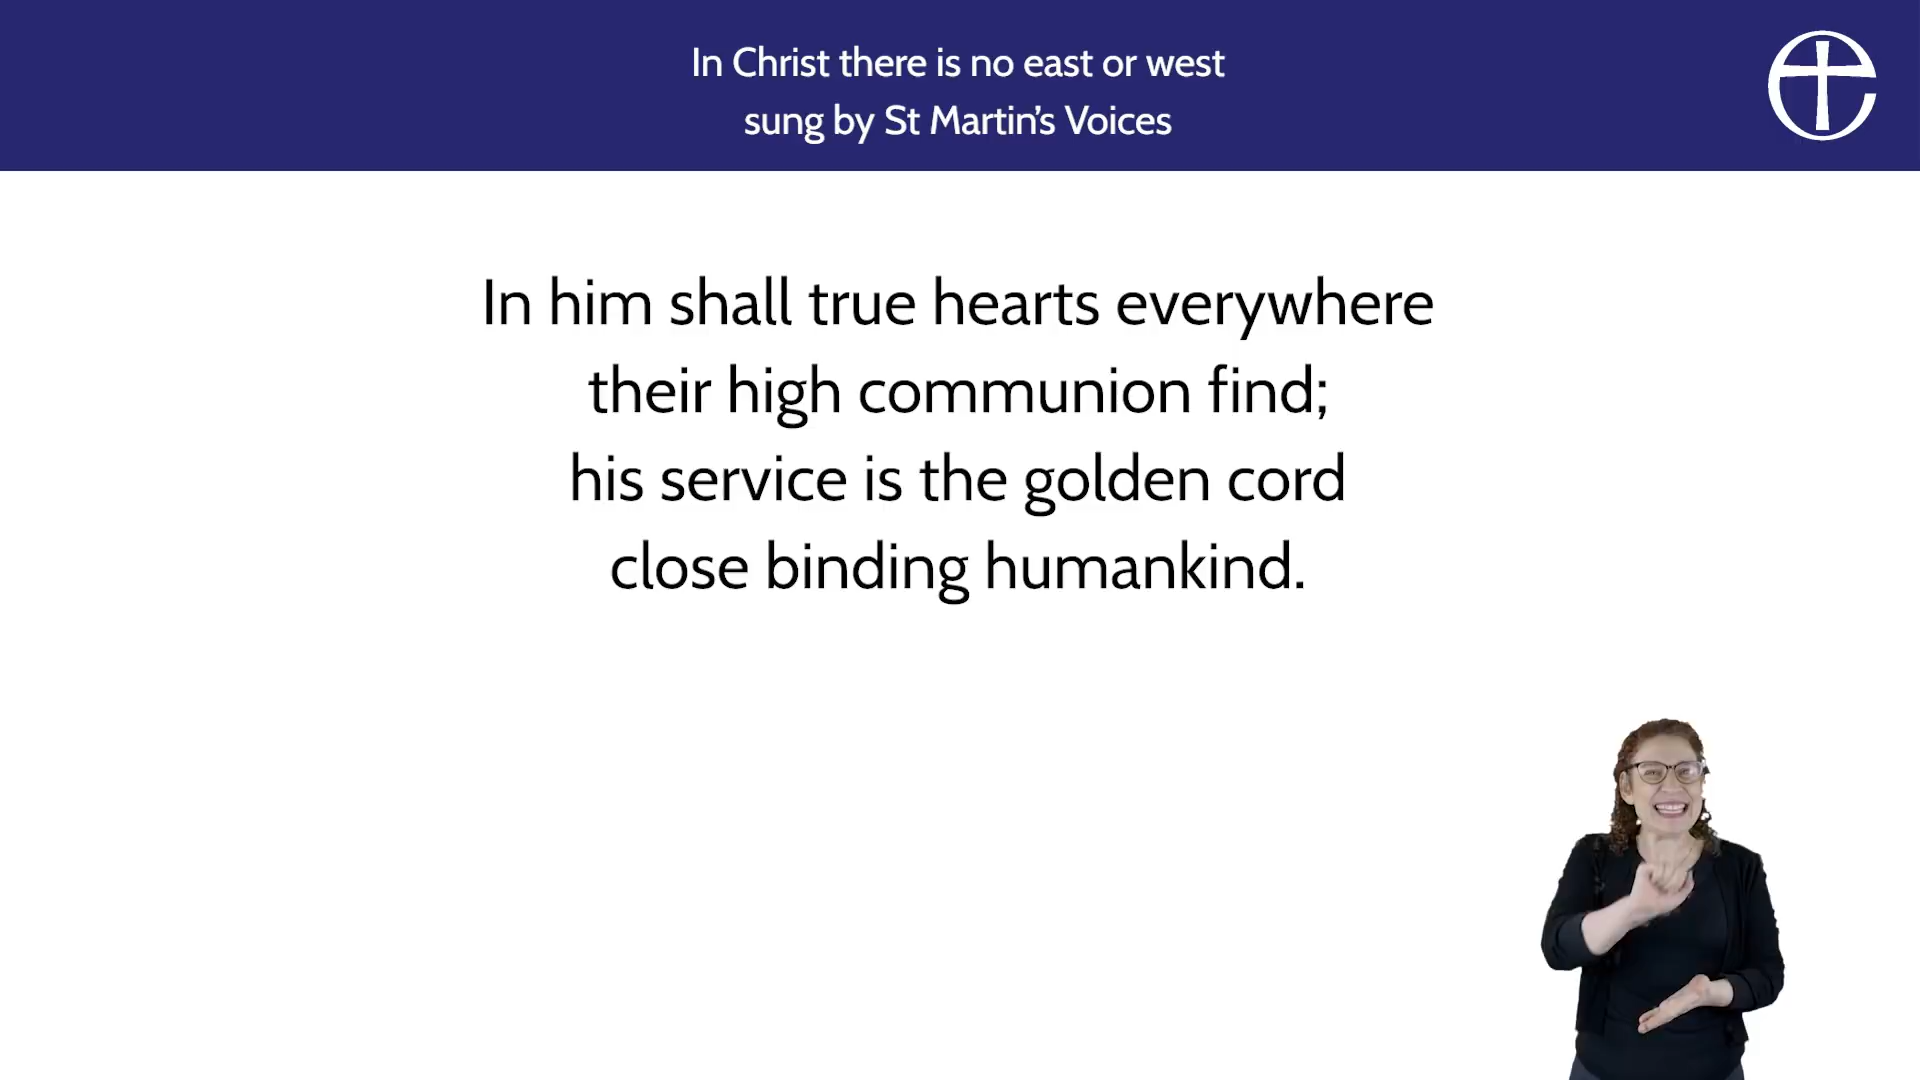 In Christ there is no east or west
sung by St Martin’s Voices
In him shall true hearts everywhere
their high communion find;
his service is the golden cord
close binding humankind.